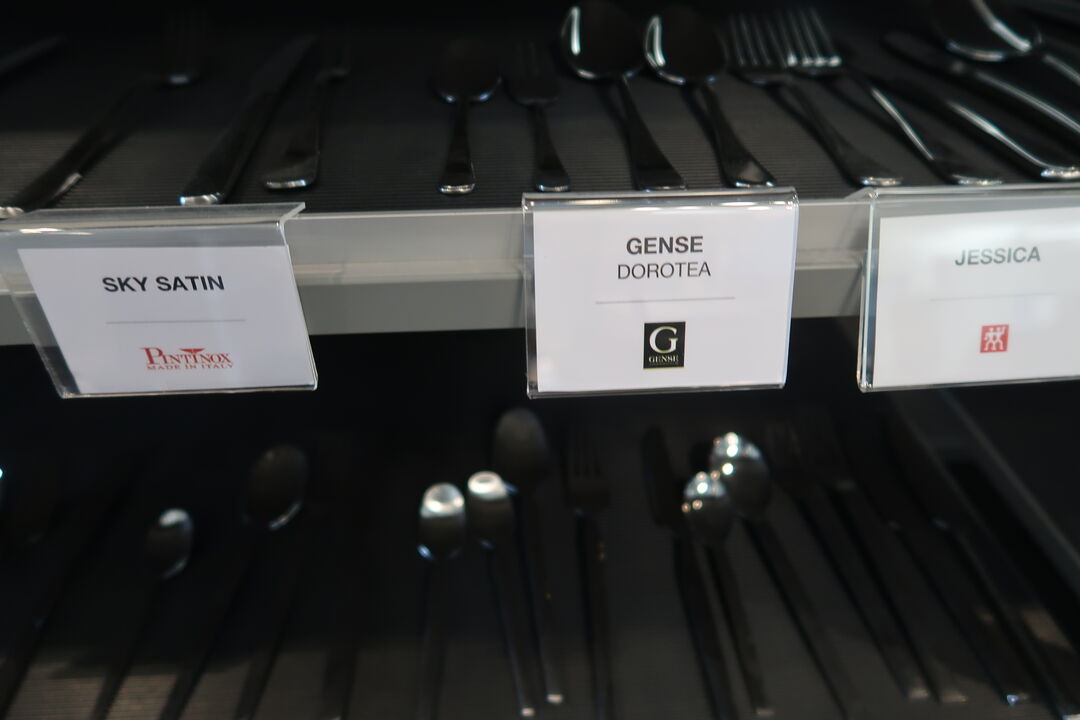 SKY SATIN
PINTINOX
MADE IN ITALY
GENSE
DOROTEA
G
GENSE
JESSICA